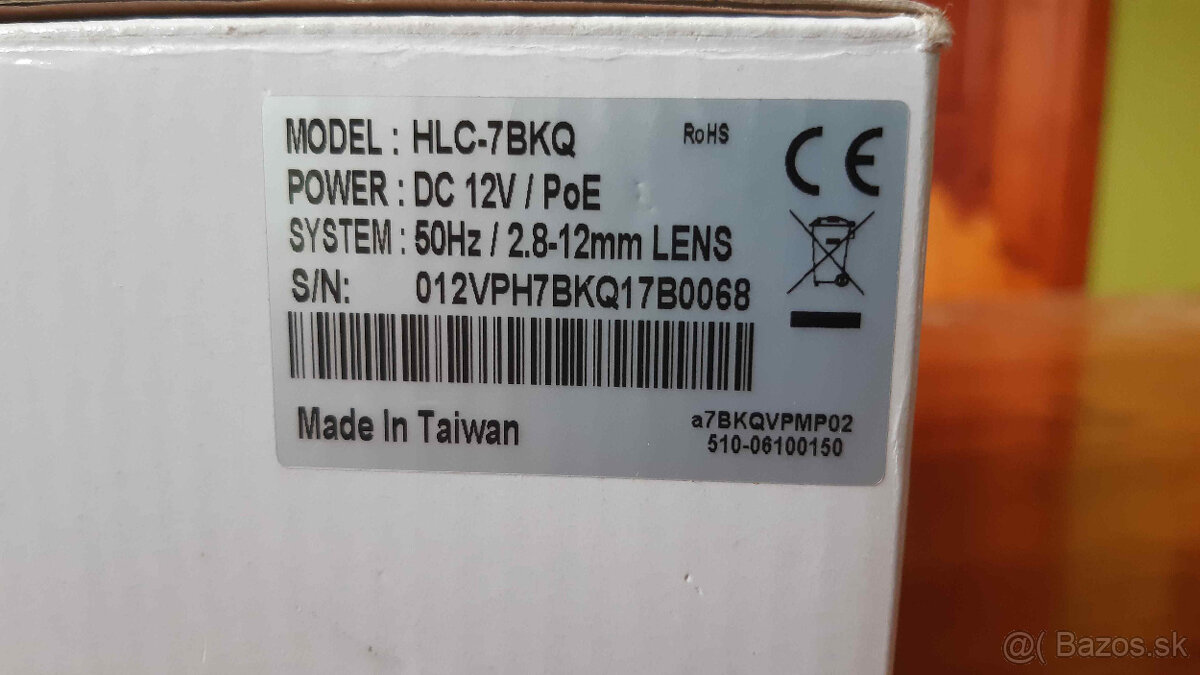 MODEL : HLC-7BKQ
RoHS
CE
POWER : DC 12V / PoE
SYSTEM : 50Hz / 2.8-12mm LENS
S/N: 012VPH7BKQ17B0068
Made In Taiwan
a7BKQVPMP02
510-06100150
@( Bazos.sk